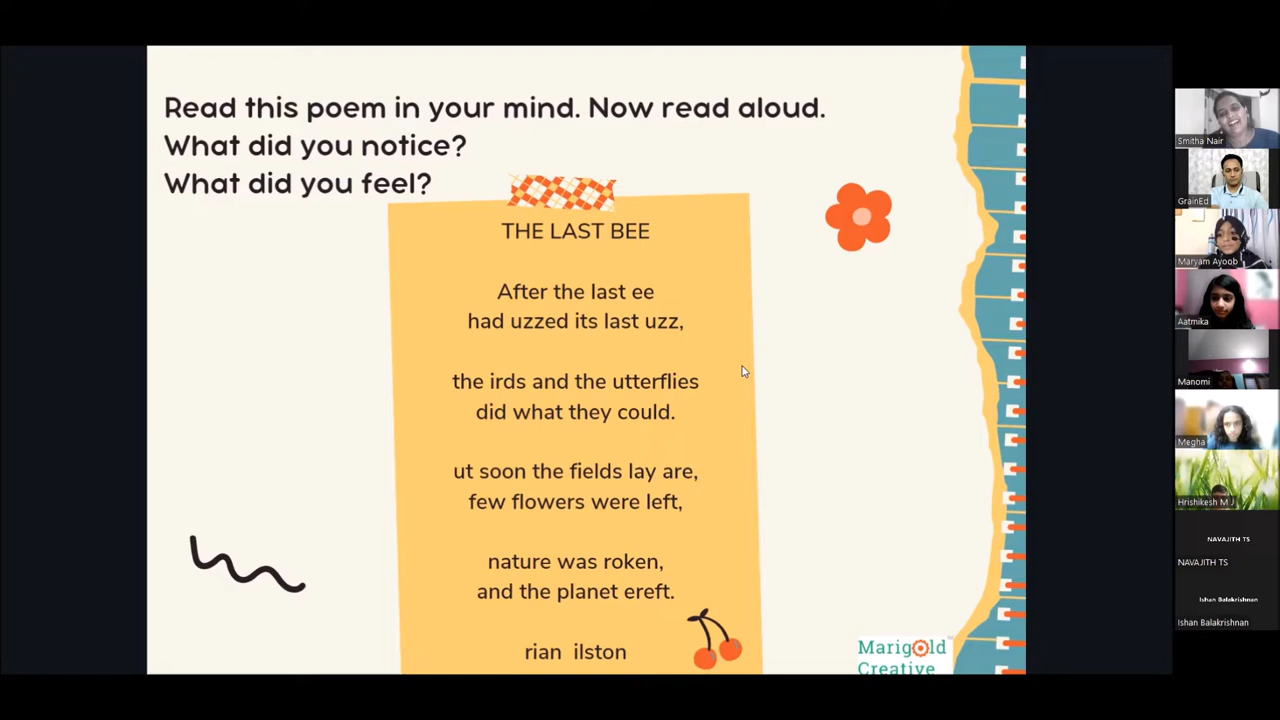 Read this poem in your mind. Now read aloud.
What did you notice?
What did you feel?
THE LAST BEE
After the last ee
had uzzed its last uzz,
the irds and the utterflies
did what they could.
ut soon the fields lay are,
few flowers were left,
nature was roken,
and the planet ereft.
rian ilston
Marigold
Creative
Smitha Nair
GrainEd
Maryam Ayoob
Aatmika
Manomi
Megha
Hrishikesh M J
NAVAJITH TS
NAVAJITH TS
Ishan Balakrishnan
Ishan Balakrishnan